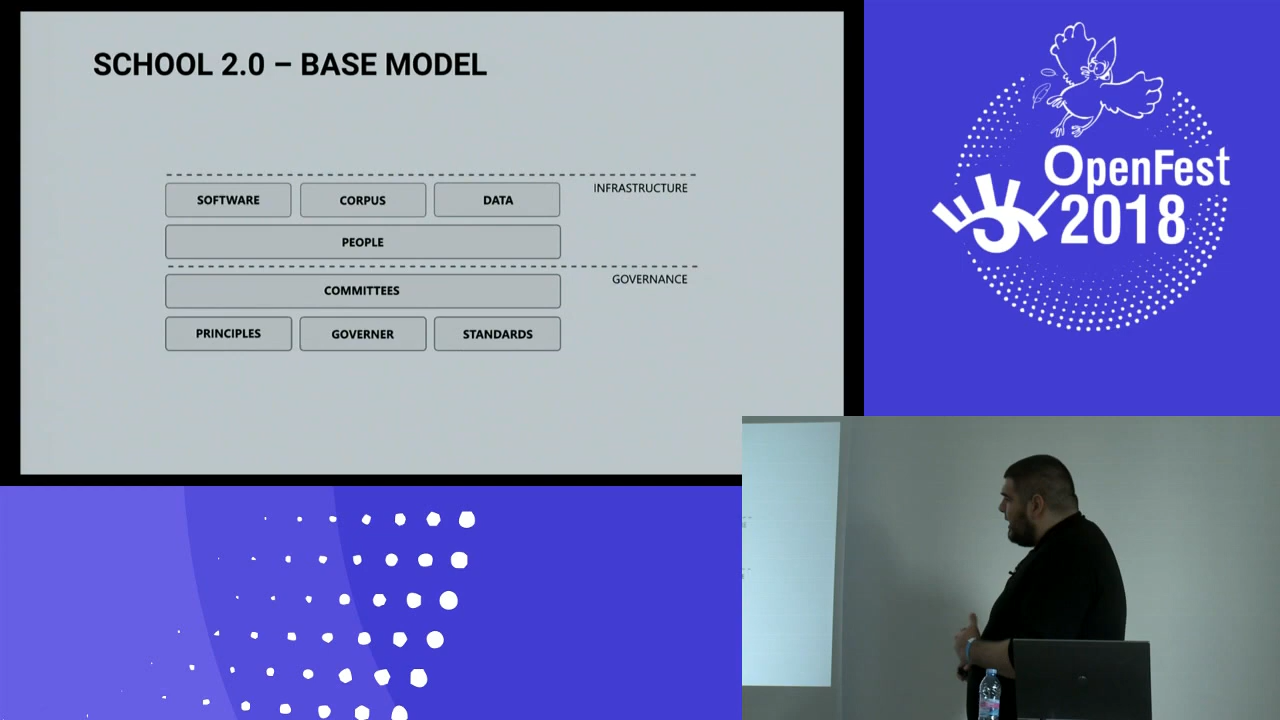 SCHOOL 2.0 – BASE MODEL
INFRASTRUCTURE
SOFTWARE
CORPUS
DATA
PEOPLE
GOVERNANCE
COMMITTEES
PRINCIPLES
GOVERNER
STANDARDS
OpenFest
2018